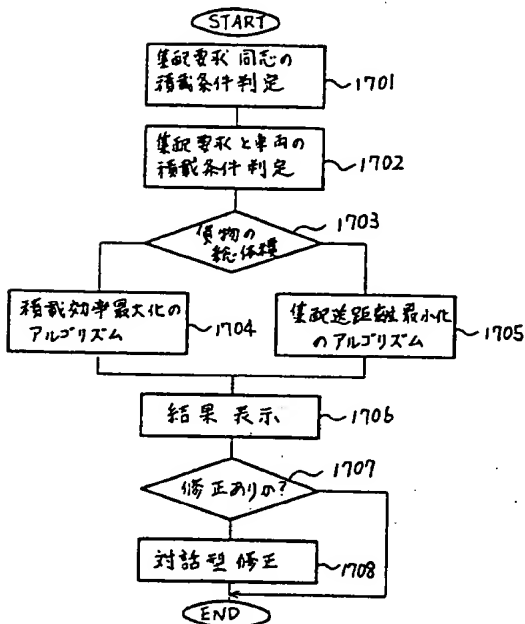 START
集配要求同志の
積載条件判定
1701
集配要求と車両の
積載条件判定
1702
貨物の
総体積
1703
積載効率最大化の
アルゴリズム
1704
集配送距離最小化
のアルゴリズム
1705
結果表示
1706
修正ありか?
1707
対話型修正
1708
END